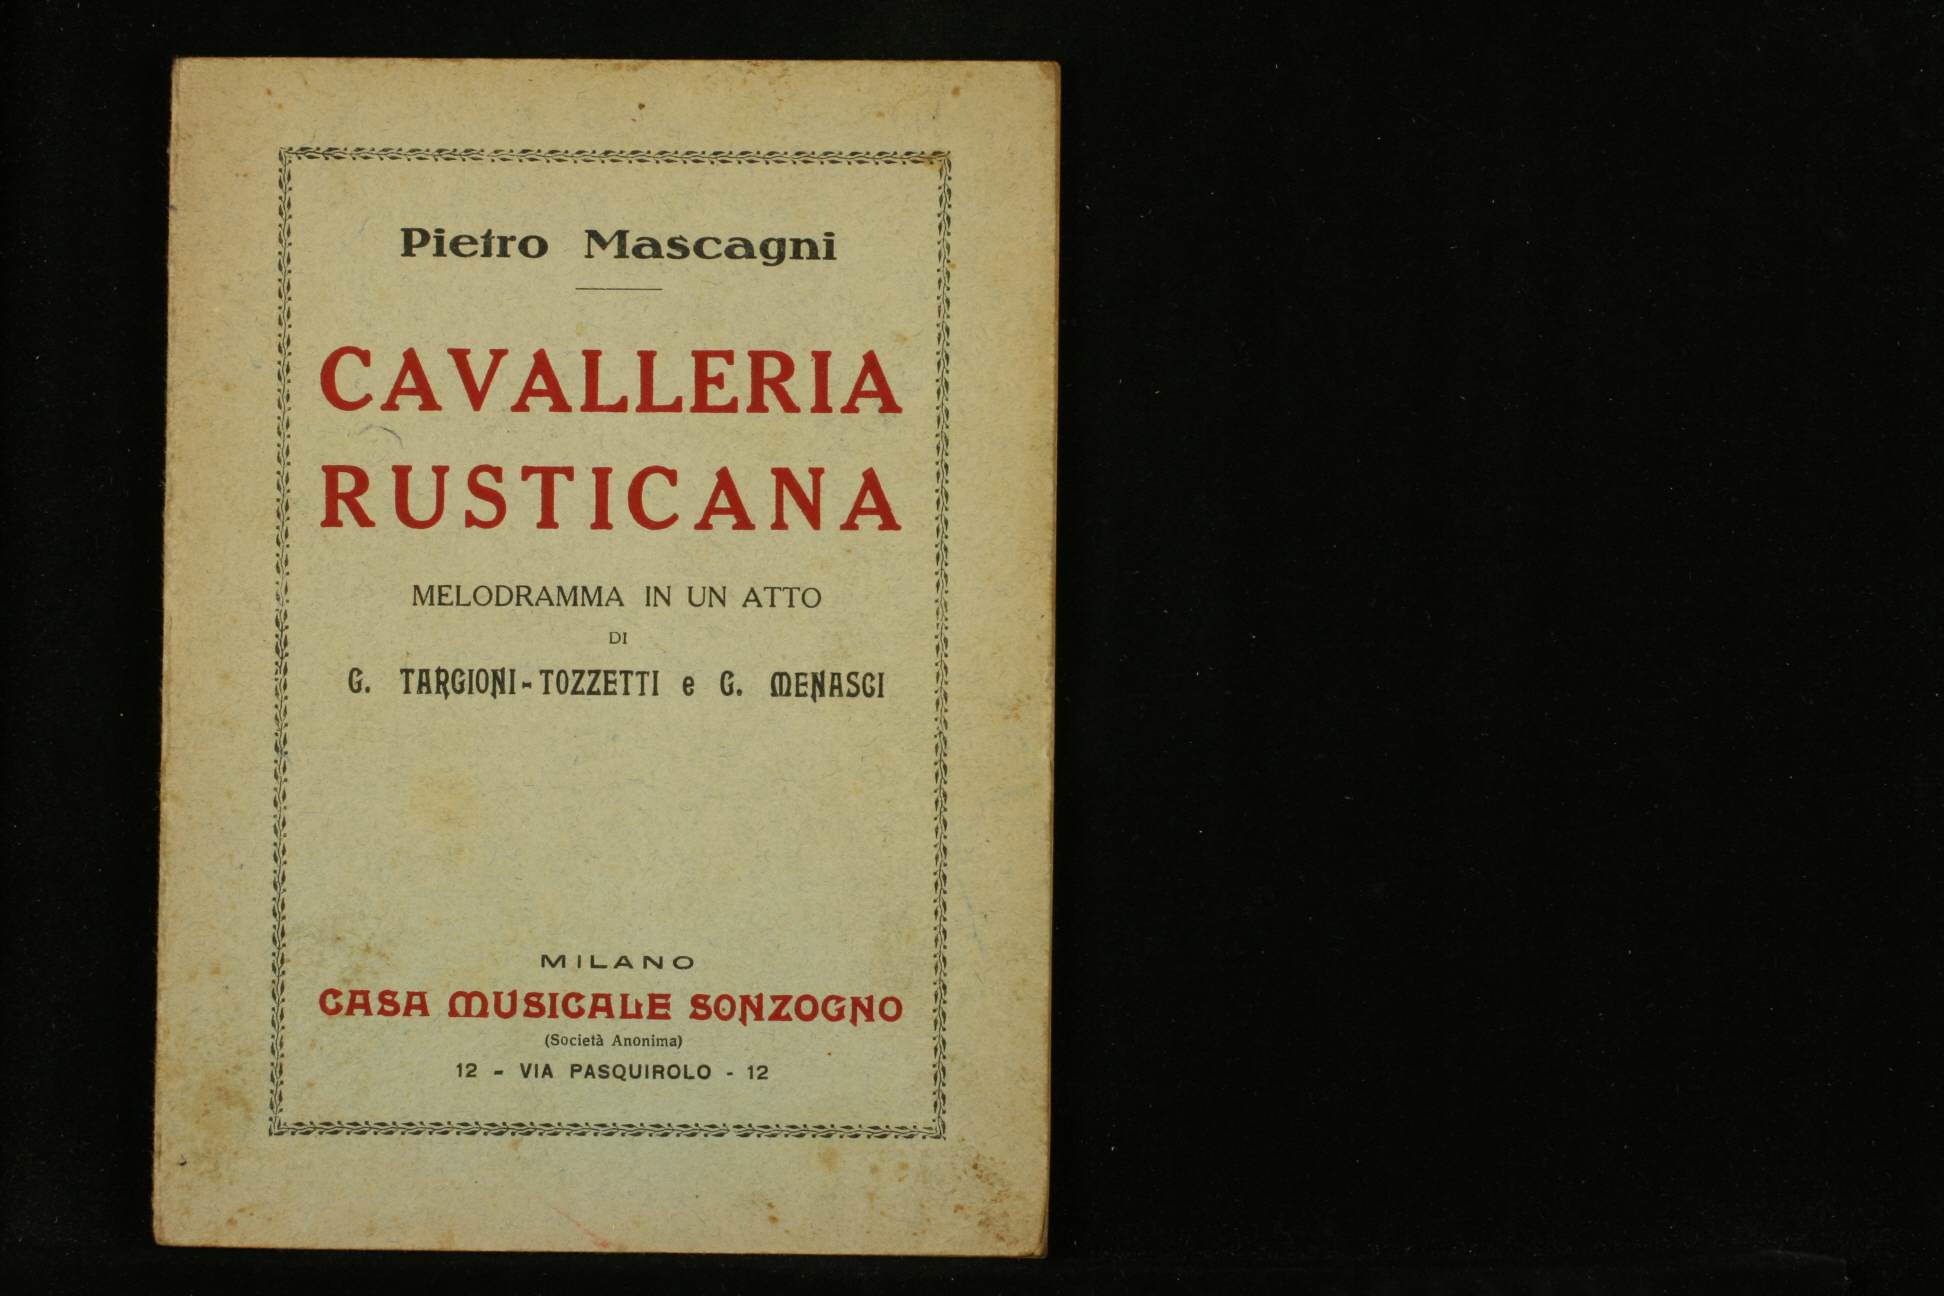 Pietro Mascagni
CAVALLERIA
RUSTICANA
MELODRAMMA IN UN ATTO
DI
G. TARGIONI-TOZZETTI e G. MENASCI
MILANO
CASA MUSICALE SONZOGNO
(Società Anonima)
12 - VIA PASQUIROLO - 12